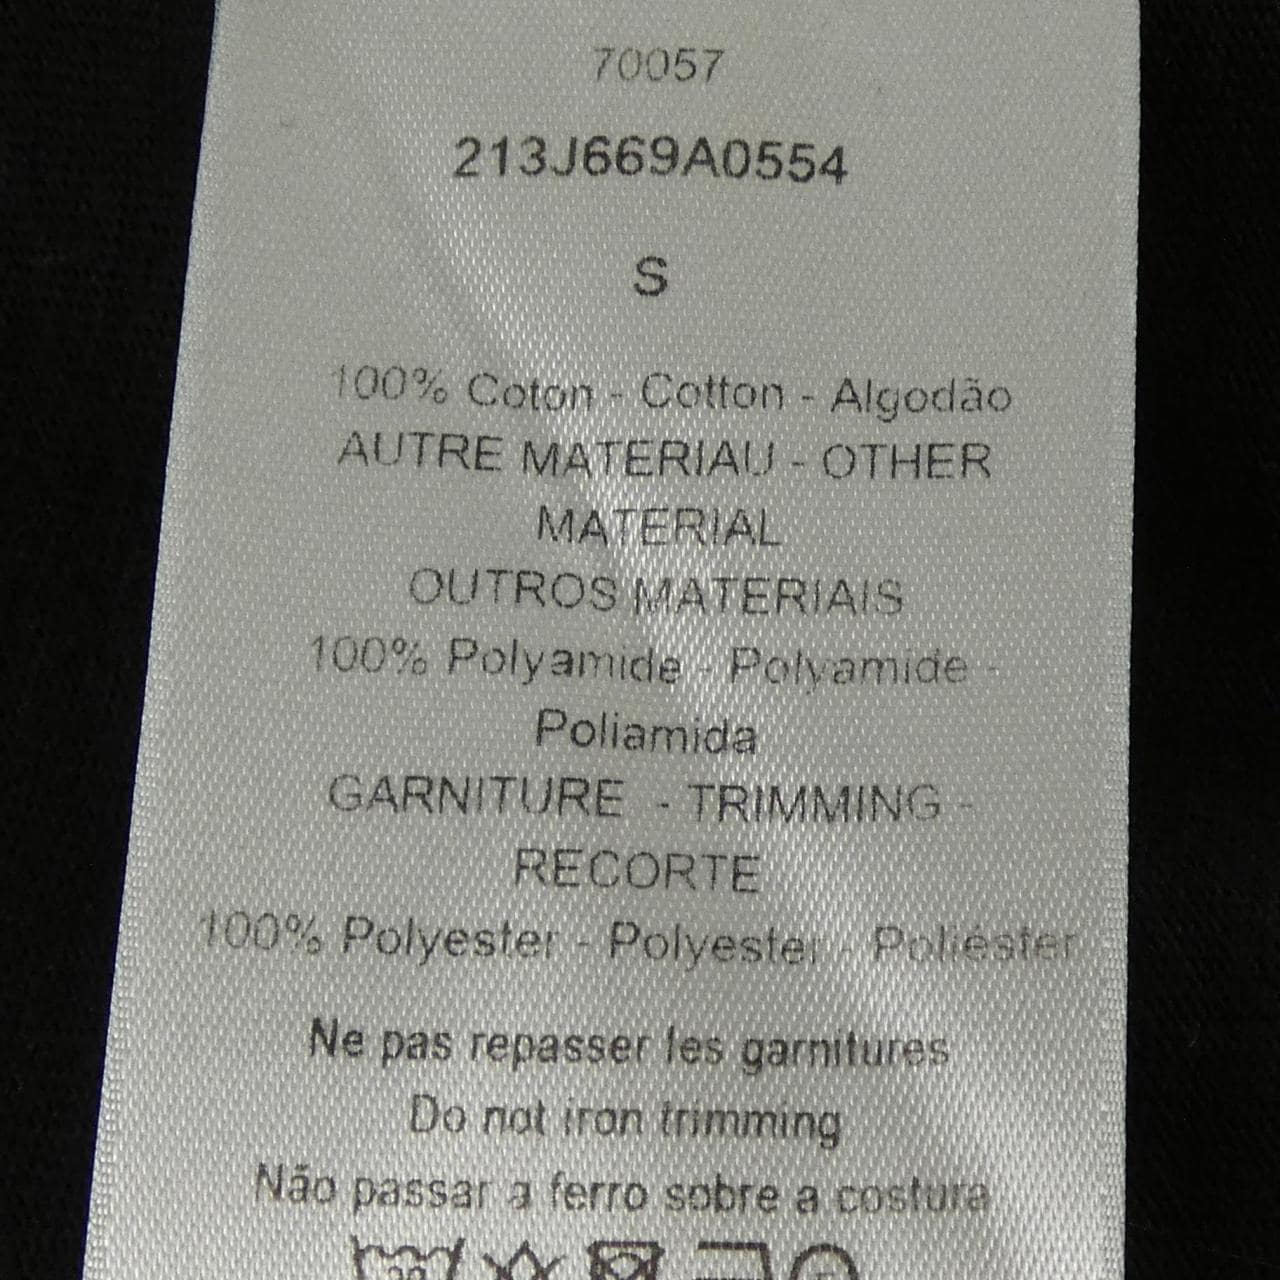 70057
213J669A0554
S
100% Coton - Cotton - Algodão
AUTRE MATERIAU - OTHER
MATERIAL
OUTROS MATERIAIS
100% Polyamide - Polyamide -
Poliamida
GARNITURE - TRIMMING -
RECORTE
100% Polyester - Polyester - Poliéster
Ne pas repasser les garnitures
Do not iron trimming
Não passar a ferro sobre a costura
30